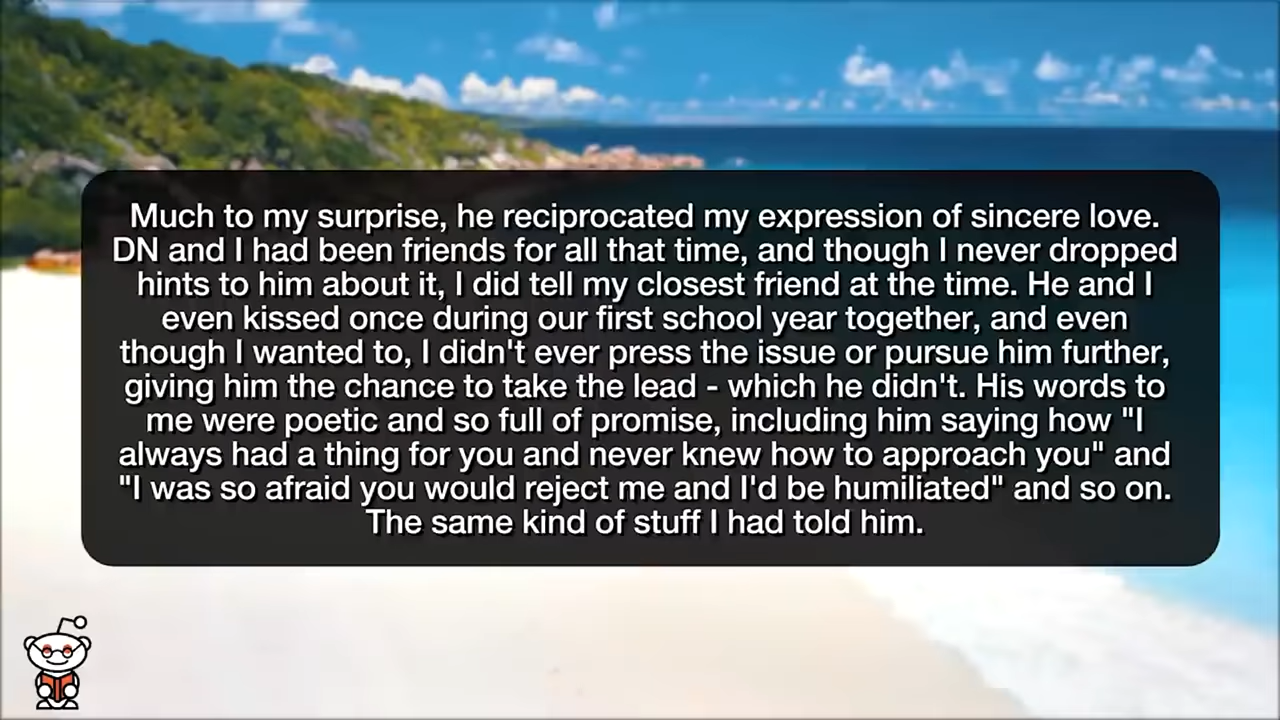 Much to my surprise, he reciprocated my expression of sincere love.
DN and I had been friends for all that time, and though I never dropped
hints to him about it, I did tell my closest friend at the time. He and I
even kissed once during our first school year together, and even
though I wanted to, I didn't ever press the issue or pursue him further,
giving him the chance to take the lead - which he didn't. His words to
me were poetic and so full of promise, including him saying how "I
always had a thing for you and never knew how to approach you" and
"I was so afraid you would reject me and I'd be humiliated" and so on.
The same kind of stuff I had told him.